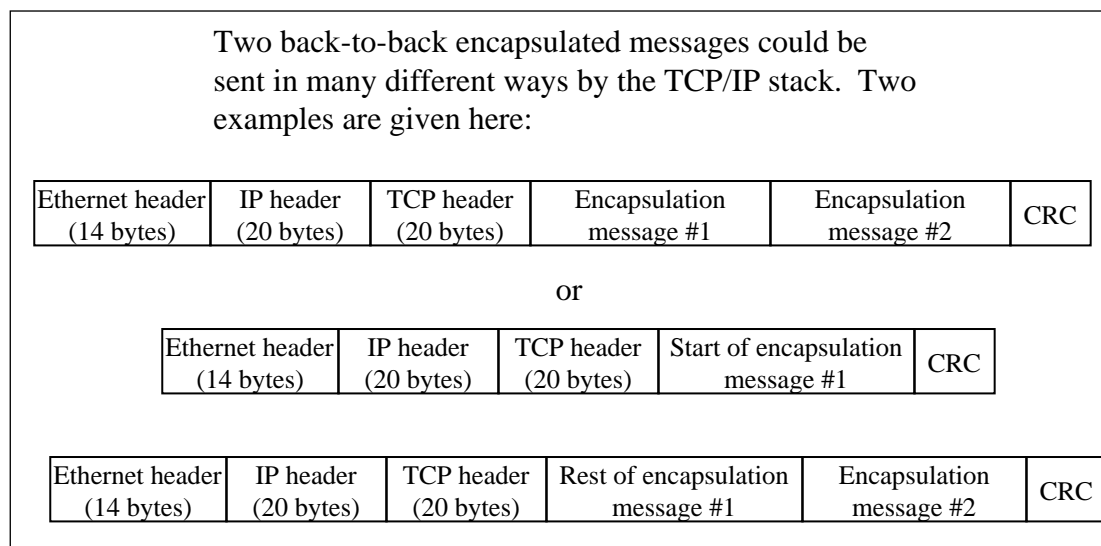 Two back-to-back encapsulated messages could be
sent in many different ways by the TCP/IP stack. Two
examples are given here:
Ethernet header IP header TCP header Encapsulation Encapsulation CRC
(14 bytes) (20 bytes) (20 bytes) message #1 message #2
or
Ethernet header IP header TCP header Start of encapsulation CRC
(14 bytes) (20 bytes) (20 bytes) message #1
Ethernet header IP header TCP header Rest of encapsulation Encapsulation CRC
(14 bytes) (20 bytes) (20 bytes) message #1 message #2